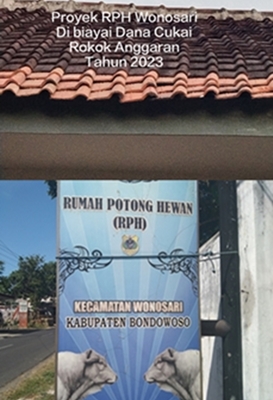 Proyek RPH Wonosari
Di biayai Dana Cukai
Rokok Anggaran
Tahun 2023
RUMAH POTONG HEWAN
(RPH)
KECAMATAN WONOSARI
KABUPATEN BONDOWOSO